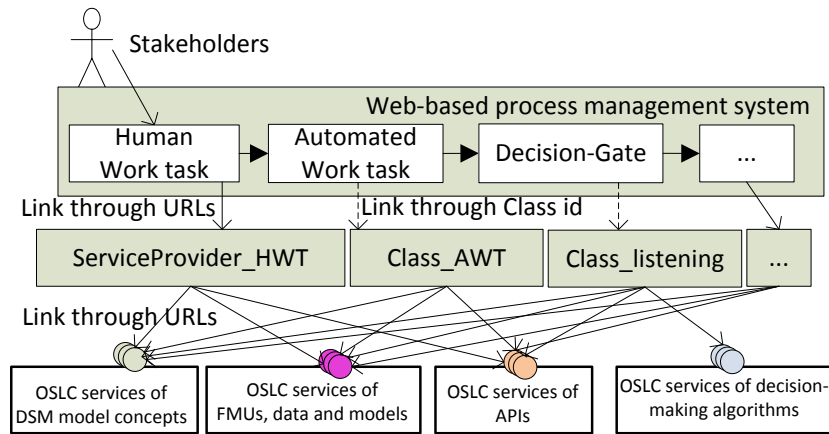 Stakeholders
Web-based process management system
Human
Work task
Automated
Work task
Decision-Gate
...
Link through URLs
Link through Class id
ServiceProvider_HWT
Class_AWT
Class_listening
...
Link through URLs
OSLC services of
DSM model concepts
OSLC services of
FMUs, data and models
OSLC services of
APIs
OSLC services of decision-
making algorithms